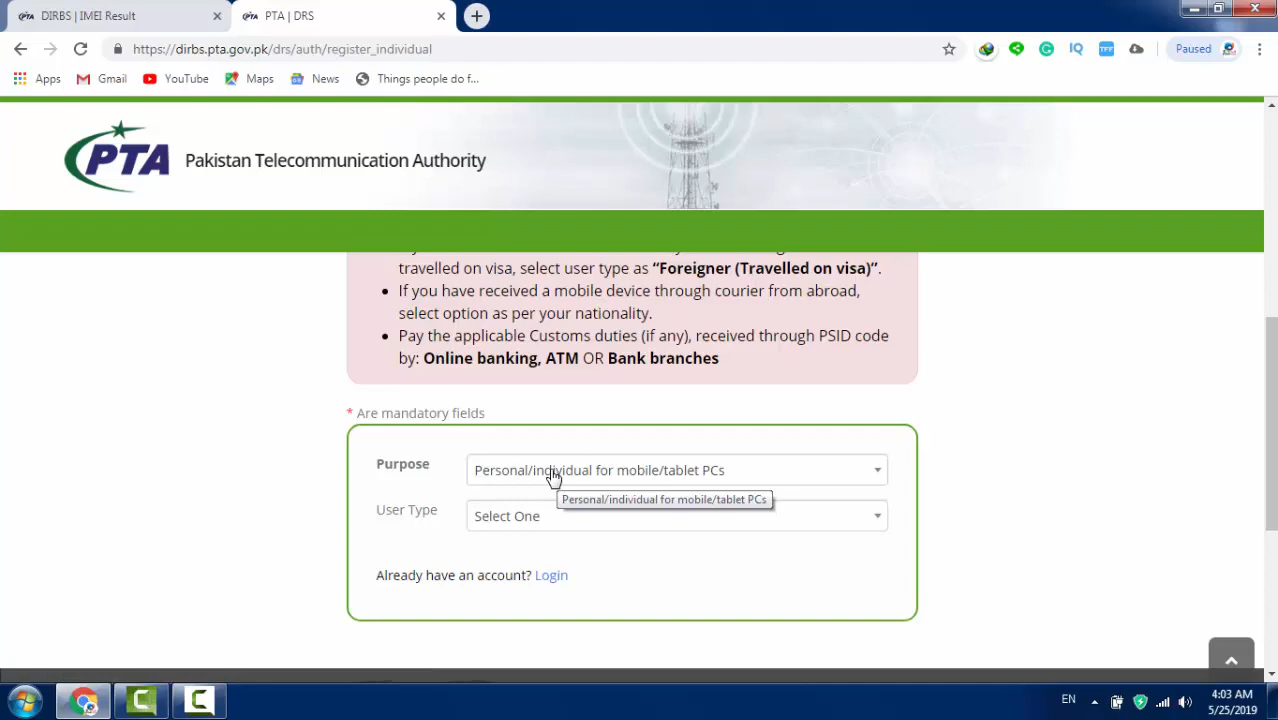 DIRBS | IMEI Result
PTA | DRS
https://dirbs.pta.gov.pk/drs/auth/register_individual
Paused
Apps
Gmail
YouTube
Maps
News
Things people do f...
PTA
Pakistan Telecommunication Authority
travelled on visa, select user type as “Foreigner (Travelled on visa)”.
If you have received a mobile device through courier from abroad,
select option as per your nationality.
Pay the applicable Customs duties (if any), received through PSID code
by: Online banking, ATM OR Bank branches
* Are mandatory fields
Purpose
Personal/individual for mobile/tablet PCs
Personal/individual for mobile/tablet PCs
User Type
Select One
Already have an account? Login
EN
4:03 AM
5/25/2019